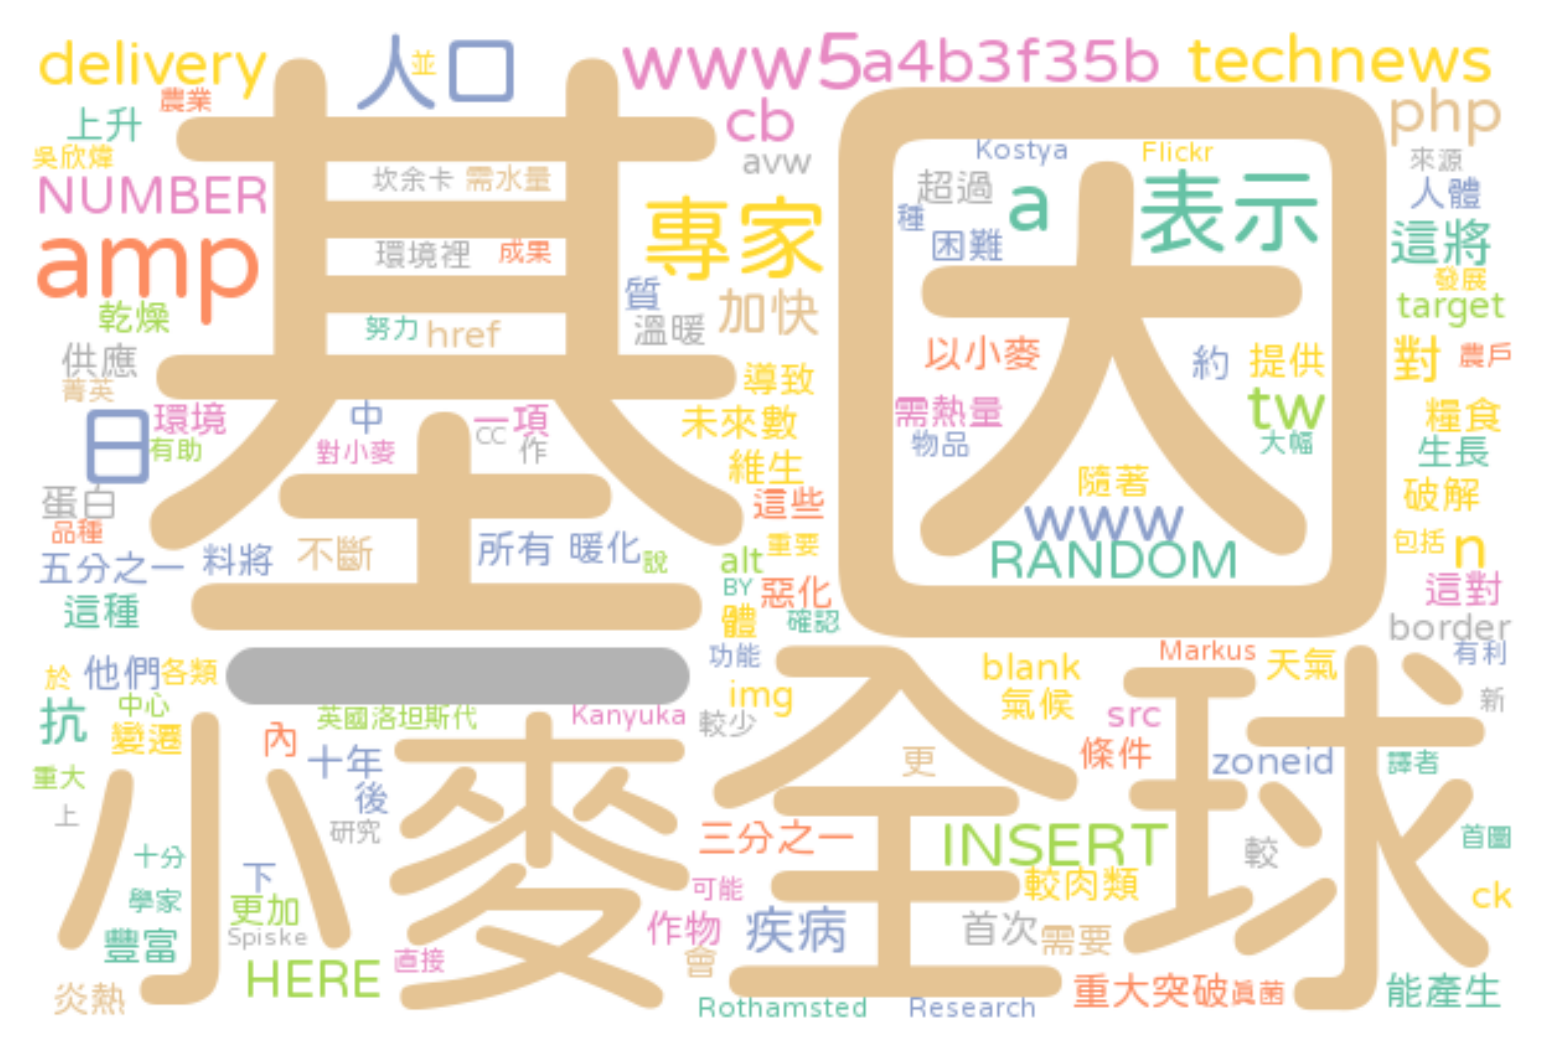 delivery
人口
並
www5a4b3f35b
technews
農業
上升
cb
php
吳欣煒
基因
Kostya
Flickr
avw
來源
NUMBER
坎余卡
需水量
超過
a
表示
人體
amp
專家
種
困難
這將
環境裡
成果
質
加快
發展
target
乾燥
努力
href
溫暖
以小麥
約
提供
對
農戶
供應
菁英
導致
日
環境
中
一項
未來數
需熱量
tw
糧食
有助
對小麥
CC
作
物品
大幅
生長
蛋白
維生
隨著
破解
品種
這些
www
五分之一
料將
不斷
所有
暖化
說
alt
重要
RANDOM
包括
n
這種
BY
惡化
這對
體
確認
border
一
於
他們
各類
功能
blank
Markus
天氣
有利
抗
中心
英國洛坦斯代
Kanyuka
img
較少
氣候
src
新
變遷
內
十年
小麥
全球
更
條件
zoneid
譯者
重大
後
上
研究
三分之一
INSERT
較
首圖
十分
下
可能
較肉類
ck
學家
更加
作物
疾病
首次
需要
豐富
Spiske
直接
會
炎熱
HERE
Rothamsted
Research
重大突破
真菌
能產生